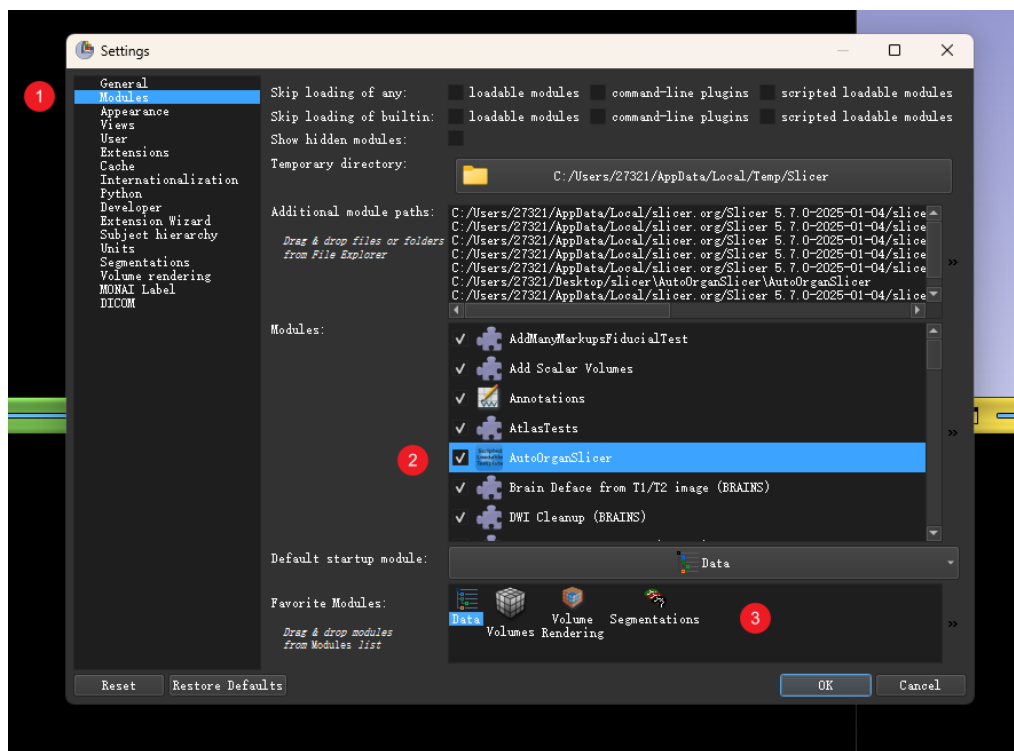 Settings
1
General
Modules
Appearance
Views
User
Extensions
Cache
Internationalization
Python
Developer
Extension Wizard
Subject hierarchy
Units
Segmentations
Volume rendering
MONAI Label
DICOM
Skip loading of any: loadable modules command-line plugins scripted loadable modules
Skip loading of builtin: loadable modules command-line plugins scripted loadable modules
Show hidden modules:
Temporary directory: C:/Users/27321/AppData/Local/Temp/Slicer
Additional module paths:
Drag & drop files or folders
from File Explorer
C:/Users/27321/AppData/Local/slicer.org/Slicer 5.7.0-2025-01-04/slice
C:/Users/27321/AppData/Local/slicer.org/Slicer 5.7.0-2025-01-04/slice
C:/Users/27321/AppData/Local/slicer.org/Slicer 5.7.0-2025-01-04/slice
C:/Users/27321/AppData/Local/slicer.org/Slicer 5.7.0-2025-01-04/slice
C:/Users/27321/AppData/Local/slicer.org/Slicer 5.7.0-2025-01-04/slice
C:/Users/27321/Desktop/slicer\AutoOrganSlicer\AutoOrganSlicer
C:/Users/27321/AppData/Local/slicer.org/Slicer 5.7.0-2025-01-04/slice
»
Modules:
AddManyMarkupsFiducialTest
Add Scalar Volumes
Annotations
AtlasTests
»
2
AutoOrganSlicer
Brain Deface from T1/T2 image (BRAINS)
DWI Cleanup (BRAINS)
Default startup module: Data
Favorite Modules:
Drag & drop modules
from Modules list
Data
Volumes
Volume
Rendering
Segmentations
3
»
Reset Restore Defaults OK Cancel